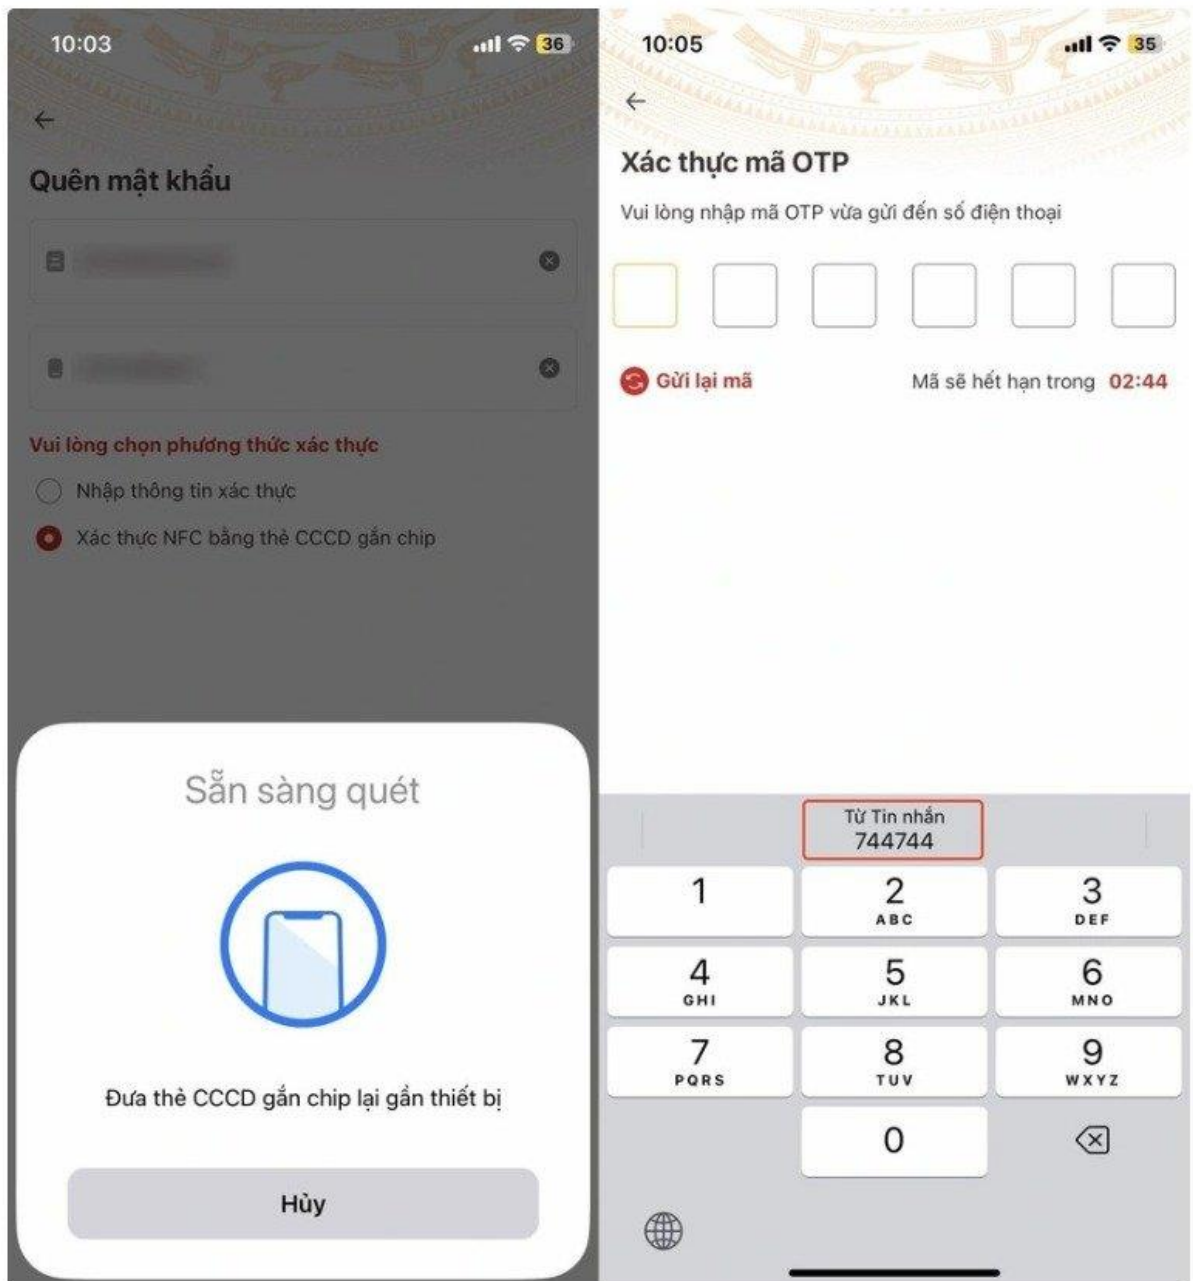 10:03
36
Quên mật khẩu
Vui lòng chọn phương thức xác thực
Nhập thông tin xác thực
Xác thực NFC bằng thẻ CCCD gắn chip
Sẵn sàng quét
Đưa thẻ CCCD gắn chip lại gần thiết bị
Hủy
10:05
35
Xác thực mã OTP
Vui lòng nhập mã OTP vừa gửi đến số điện thoại
Gửi lại mã
Mã sẽ hết hạn trong 02:44
Từ Tin nhắn
744744
1 2 3
ABC DEF
4 5 6
GHI JKL MNO
7 8 9
PQRS TUV WXYZ
0